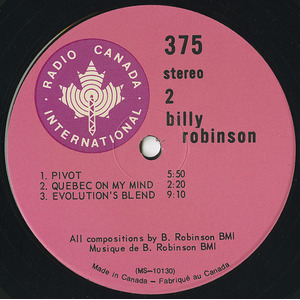 RADIO CANADA
INTERNATIONAL
375
stereo
2
billy
robinson
1. PIVOT 5:50
2. QUEBEC ON MY MIND 2:20
3. EVOLUTION'S BLEND 9:10
All compositions by B. Robinson BMI
Musique de B. Robinson BMI
(MS-10130)
Made in Canada - Fabriqué au Canada